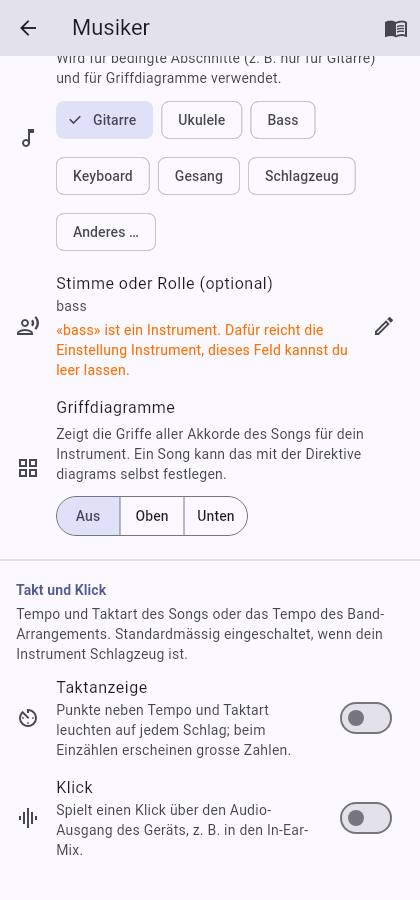 Musiker
Wird für bedingte Abschnitte (z. B. nur für Gitarre)
und für Griffdiagramme verwendet.
Gitarre
Ukulele
Bass
Keyboard
Gesang
Schlagzeug
Anderes …
Stimme oder Rolle (optional)
bass
«bass» ist ein Instrument. Dafür reicht die
Einstellung Instrument, dieses Feld kannst du
leer lassen.
Griffdiagramme
Zeigt die Griffe aller Akkorde des Songs für dein
Instrument. Ein Song kann das mit der Direktive
diagrams selbst festlegen.
Aus
Oben
Unten
Takt und Klick
Tempo und Taktart des Songs oder das Tempo des Band-
Arrangements. Standardmässig eingeschaltet, wenn dein
Instrument Schlagzeug ist.
Taktanzeige
Punkte neben Tempo und Taktart
leuchten auf jedem Schlag; beim
Einzählen erscheinen grosse Zahlen.
Klick
Spielt einen Klick über den Audio-
Ausgang des Geräts, z. B. in den In-Ear-
Mix.